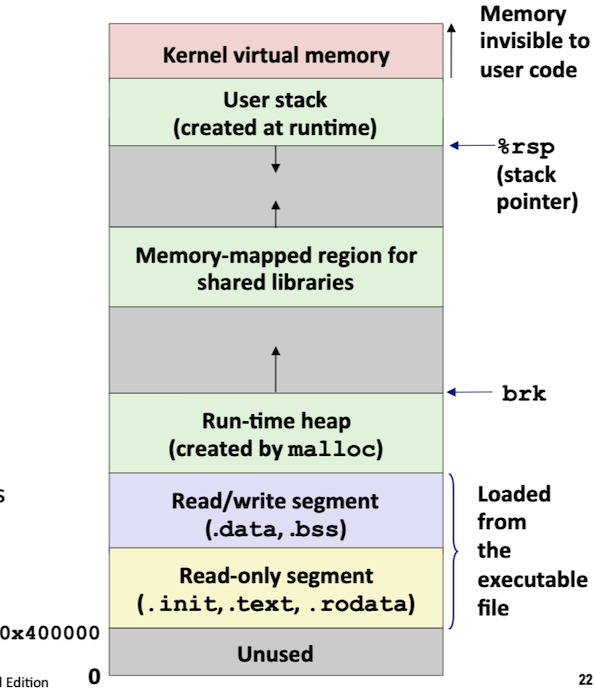 Memory
invisible to
user code
Kernel virtual memory
User stack
(created at runtime)
%rsp
(stack
pointer)
Memory-mapped region for
shared libraries
brk
Run-time heap
(created by malloc)
s
Read/write segment
(.data, .bss)
Loaded
from
the
executable
file
Read-only segment
(.init, .text, .rodata)
0x400000
Unused
0
Edition
22